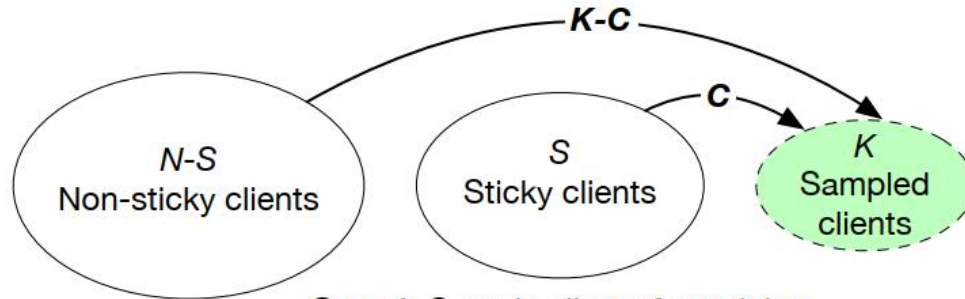 K-C
C
N-S
Non-sticky clients
S
Sticky clients
K
Sampled
clients